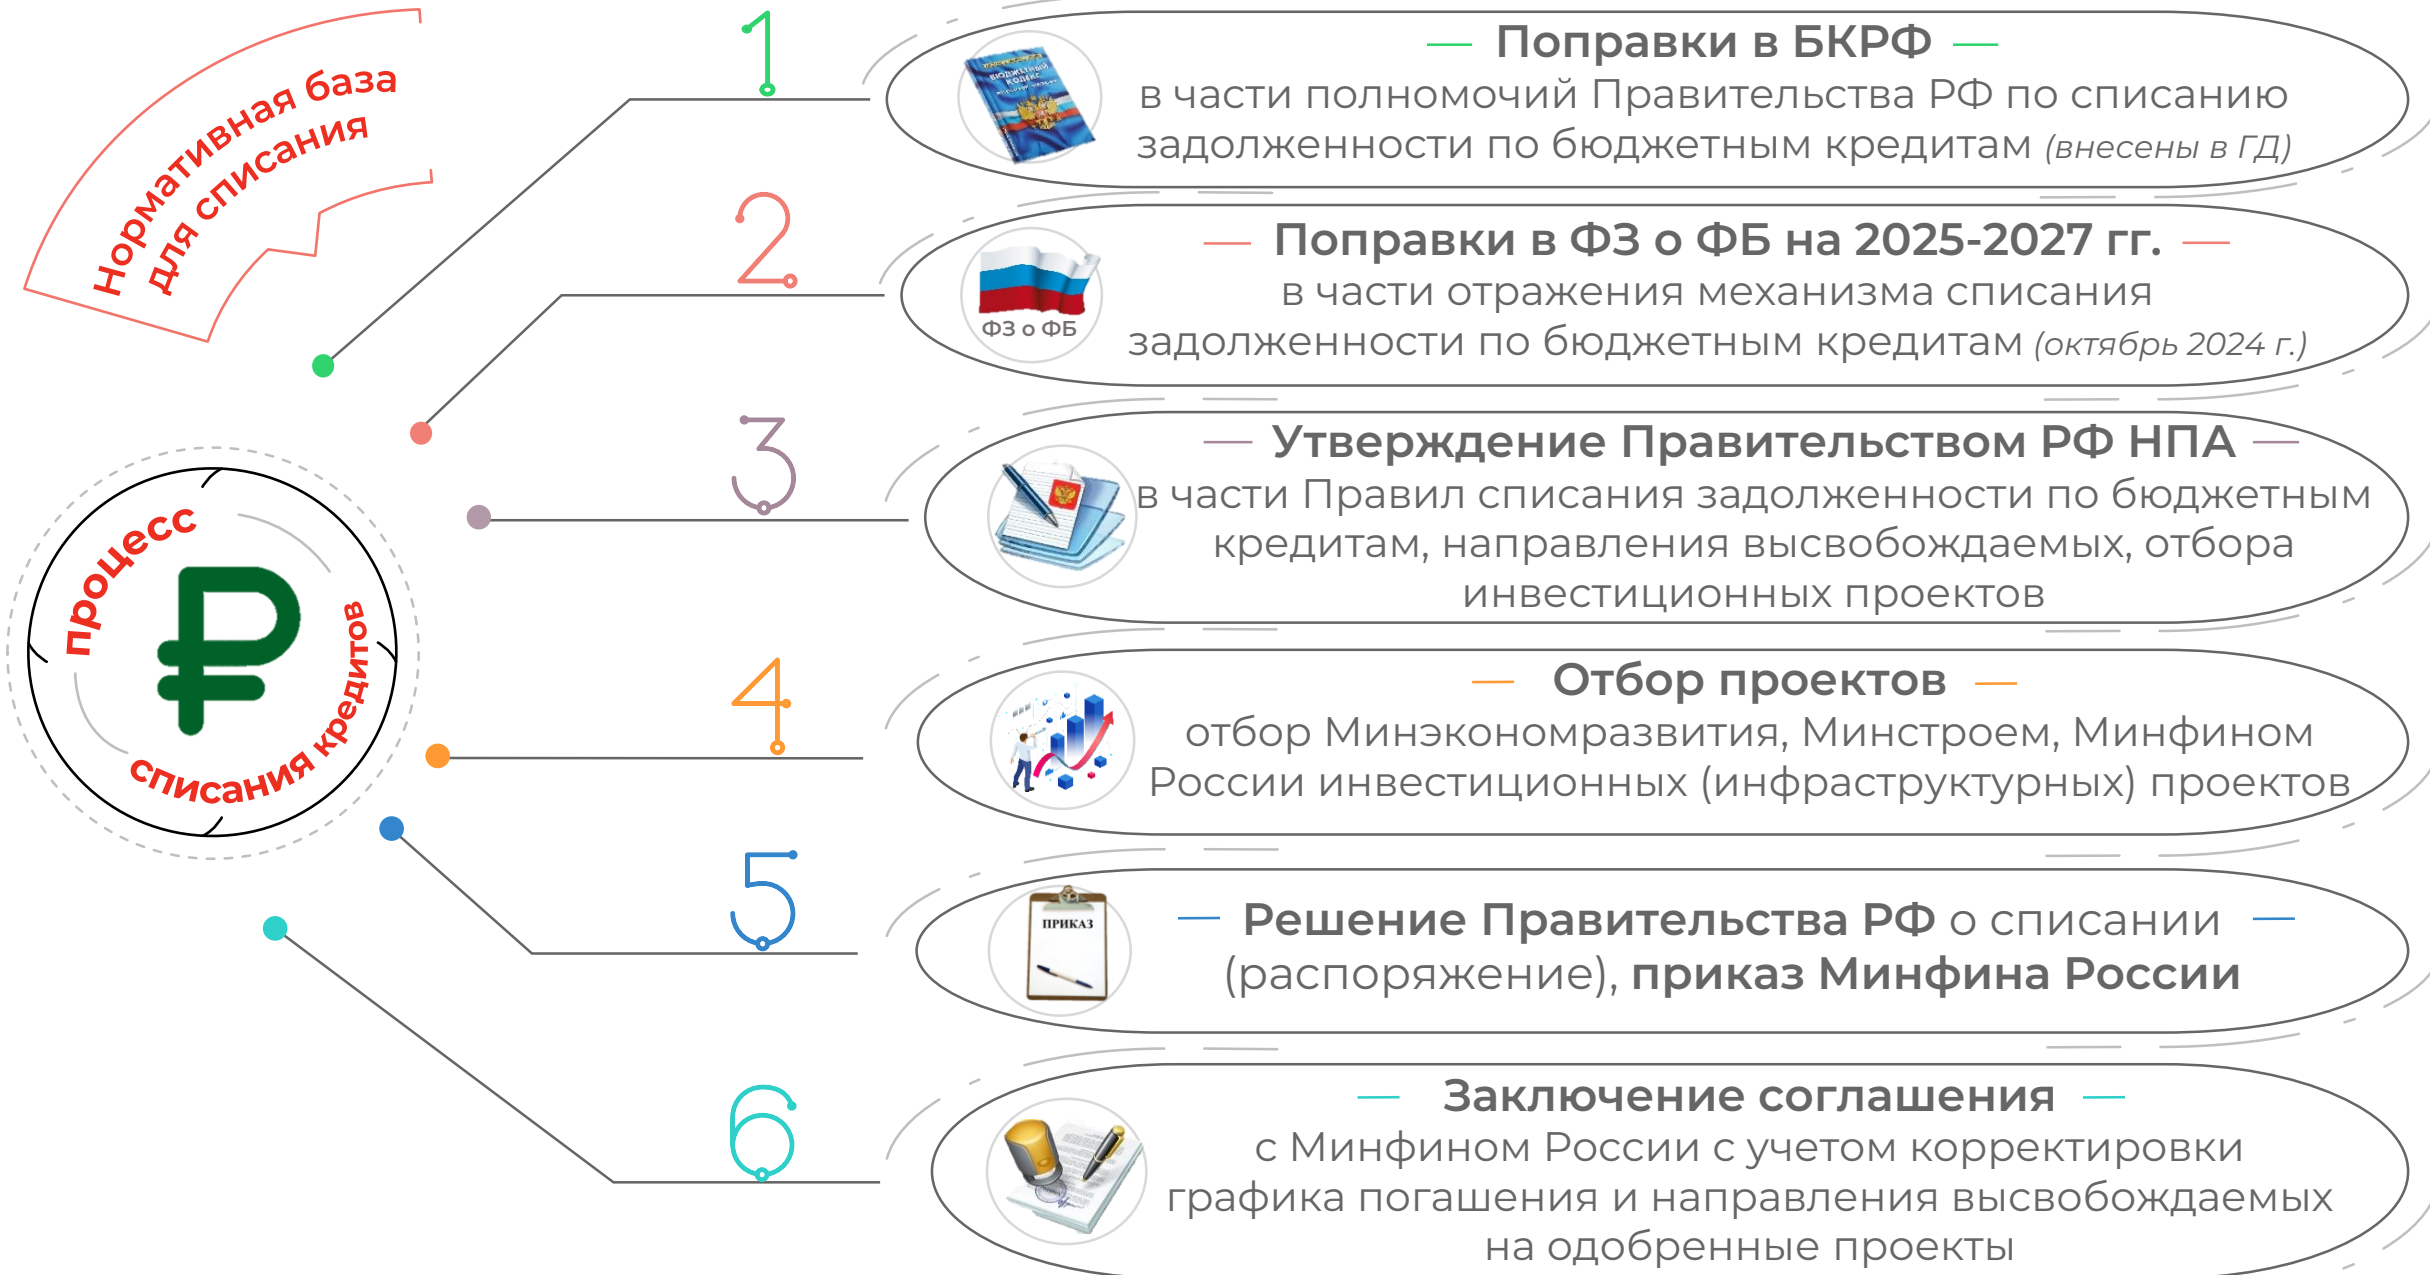 Нормативная база
для списания
процесс
списания кредитов
1
БЮДЖЕТНЫЙ
КОДЕКС
— Поправки в БКРФ —
в части полномочий Правительства РФ по списанию
задолженности по бюджетным кредитам (внесены в ГД)
2
ФЗ о ФБ
— Поправки в ФЗ о ФБ на 2025-2027 гг. —
в части отражения механизма списания
задолженности по бюджетным кредитам (октябрь 2024 г.)
3
— Утверждение Правительством РФ НПА —
в части Правил списания задолженности по бюджетным
кредитам, направления высвобождаемых, отбора
инвестиционных проектов
4
— Отбор проектов —
отбор Минэкономразвития, Минстроем, Минфином
России инвестиционных (инфраструктурных) проектов
5
ПРИКАЗ
— Решение Правительства РФ о списании —
(распоряжение), приказ Минфина России
6
— Заключение соглашения —
с Минфином России с учетом корректировки
графика погашения и направления высвобождаемых
на одобренные проекты